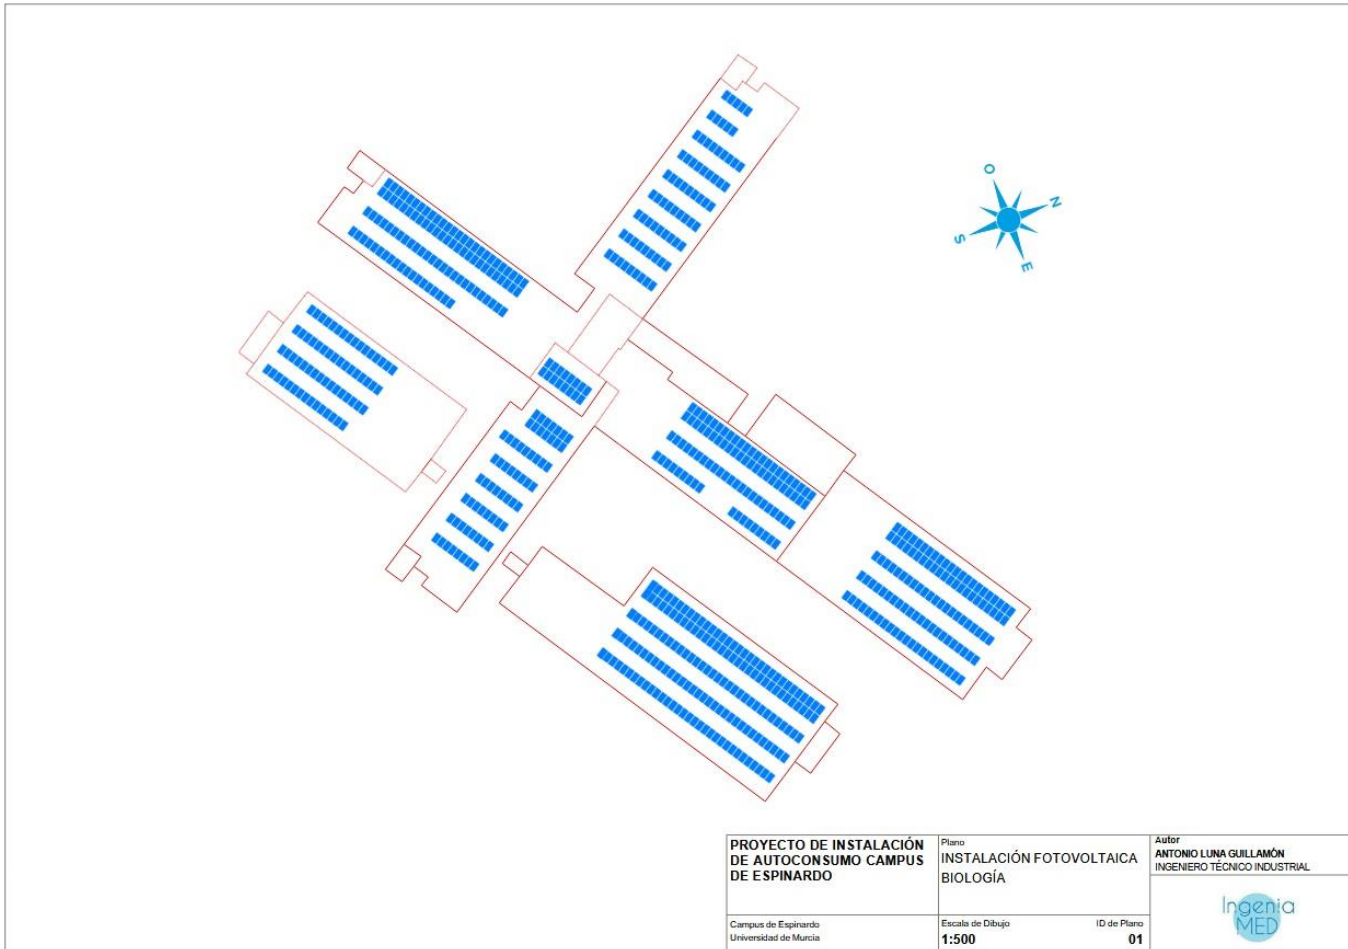 O
N
S
E
PROYECTO DE INSTALACIÓN
DE AUTOCONSUMO CAMPUS
DE ESPINARDO
Plano
INSTALACIÓN FOTOVOLTAICA
BIOLOGÍA
Autor
ANTONIO LUNA GUILLAMÓN
INGENIERO TÉCNICO INDUSTRIAL
Campus de Espinardo
Universidad de Murcia
Escala de Dibujo
1:500
ID de Plano
01
Ingenia
MED